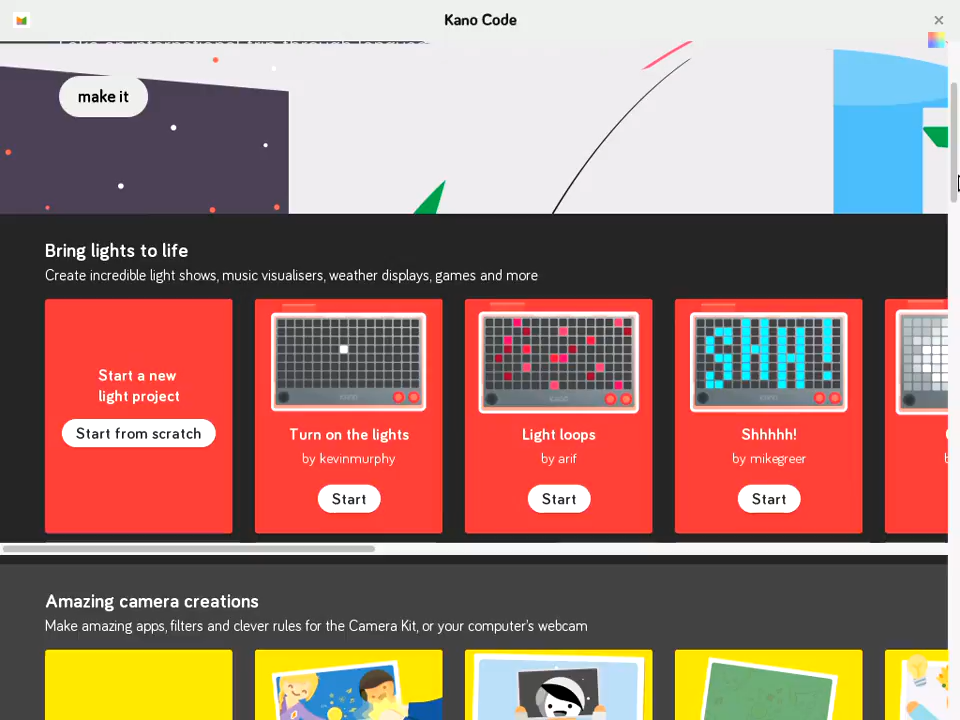 Kano Code
make it
Bring lights to life
Create incredible light shows, music visualisers, weather displays, games and more
Start a new
light project
Start from scratch
Turn on the lights
by kevinmurphy
Start
Light loops
by arif
Start
SHH!
Shhhhh!
by mikegreer
Start
Amazing camera creations
Make amazing apps, filters and clever rules for the Camera Kit, or your computer's webcam